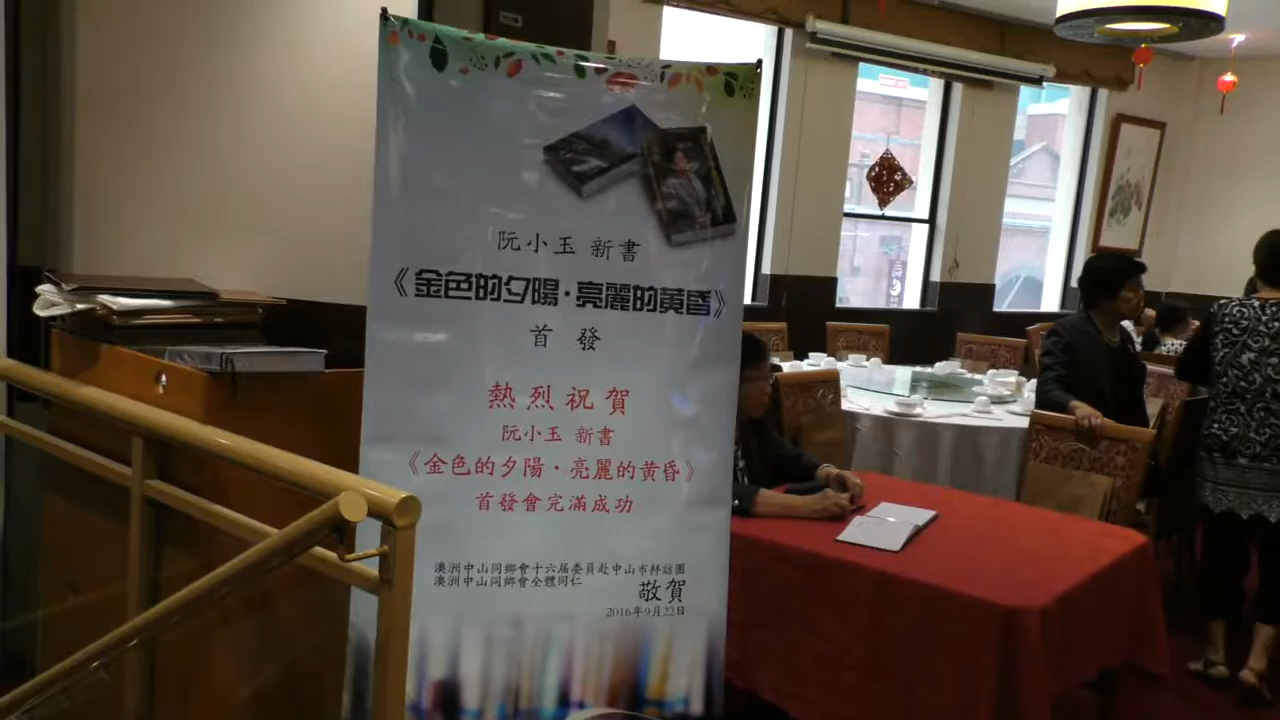 阮小玉 新書
《金色的夕陽·亮麗的黃昏》
首 發
熱烈祝賀
阮小玉 新書
《金色的夕陽·亮麗的黃昏》
首發會完滿成功
澳洲中山同鄉會十六屆委員赴中山市拜訪團
澳洲中山同鄉會全體同仁
敬賀
2016年9月22日